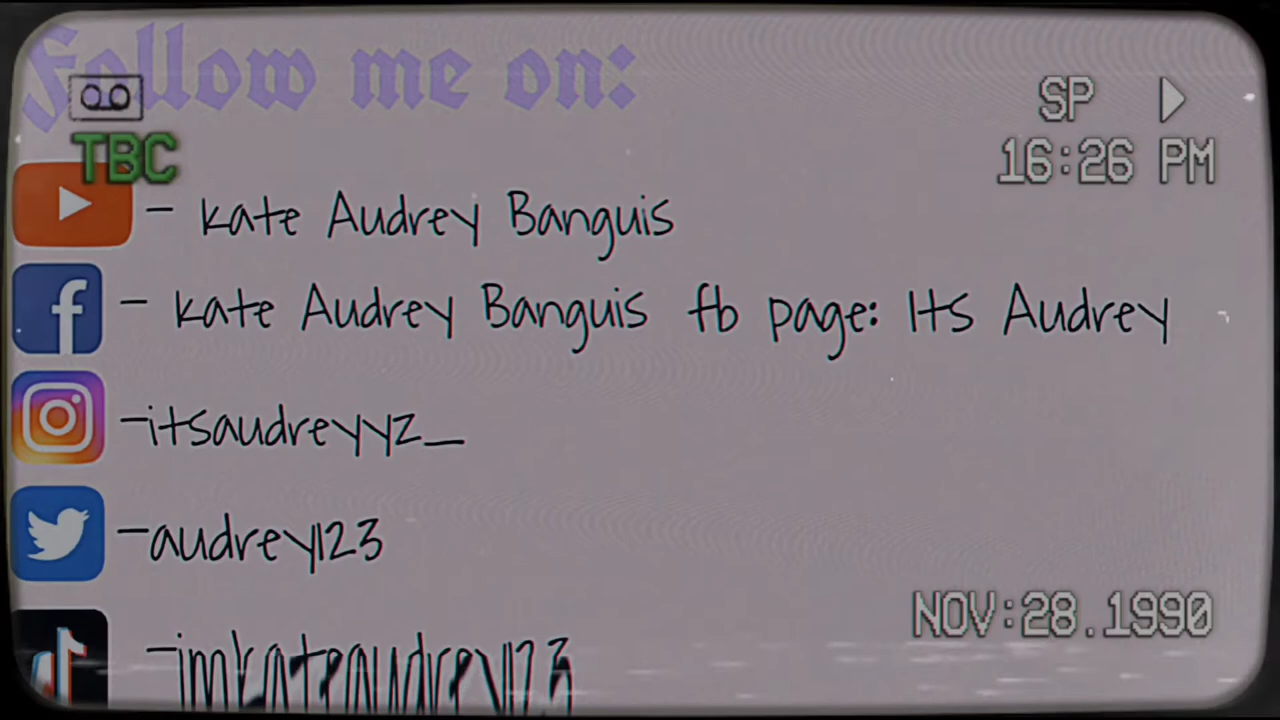 Follow me on:
SP
TBC
16:26 PM
- kate Audrey Banguis
- kate Audrey Banguis fb page: Its Audrey
-itsaudreyyz_
-audrey123
NOV:28.1990
-imkateaudrey123